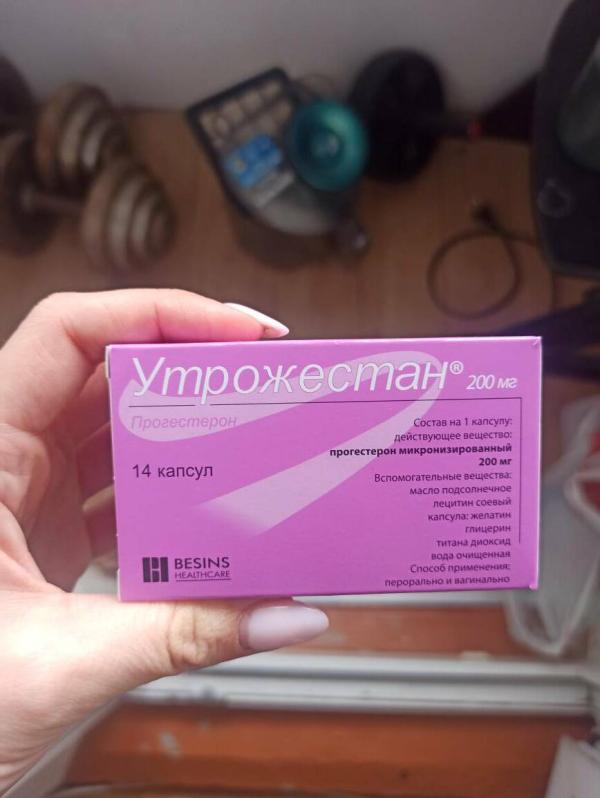 Утрожестан® 200 мг
Прогестерон
14 капсул
Состав на 1 капсулу:
действующее вещество:
прогестерон микронизированный
200 мг
Вспомогательные вещества:
масло подсолнечное
лецитин соевый
капсула: желатин
глицерин
титана диоксид
вода очищенная
Способ применения:
перорально и вагинально
BESINS
HEALTHCARE